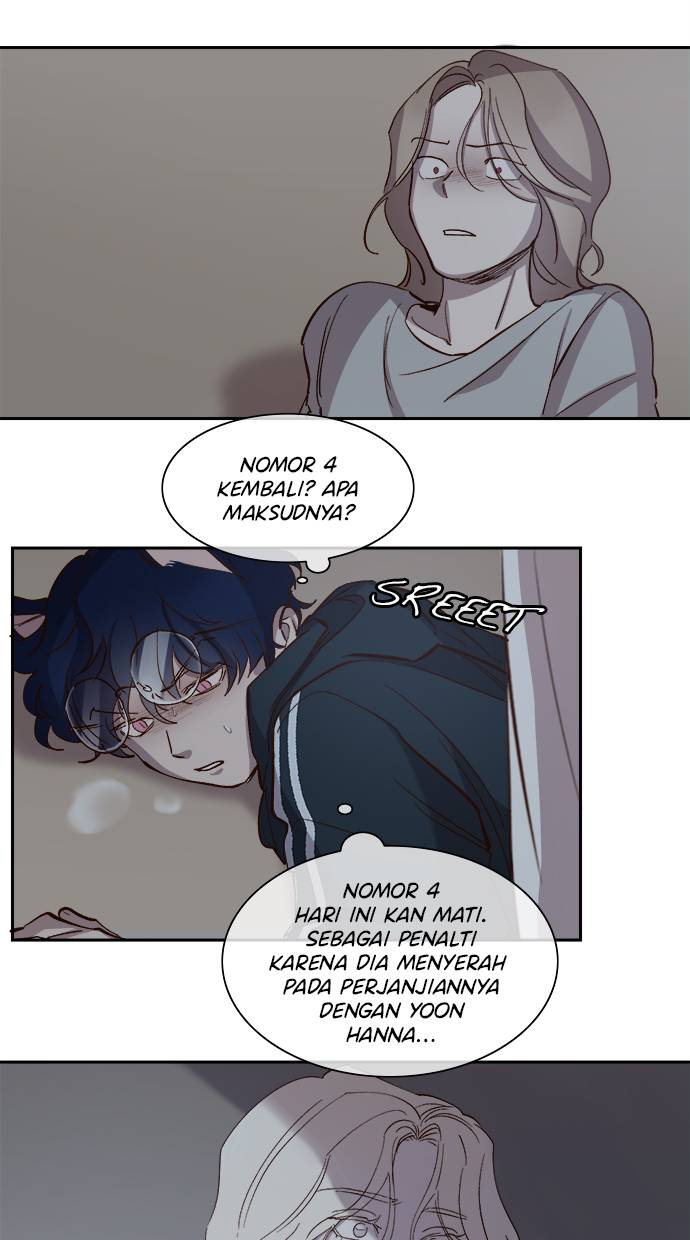 NOMOR 4
KEMBALI? APA
MAKSUDNYA?
SREEET
NOMOR 4
HARI INI KAN MATI.
SEBAGAI PENALTI
KARENA DIA MENYERAH
PADA PERJANJIANNYA
DENGAN YOON
HANNA...